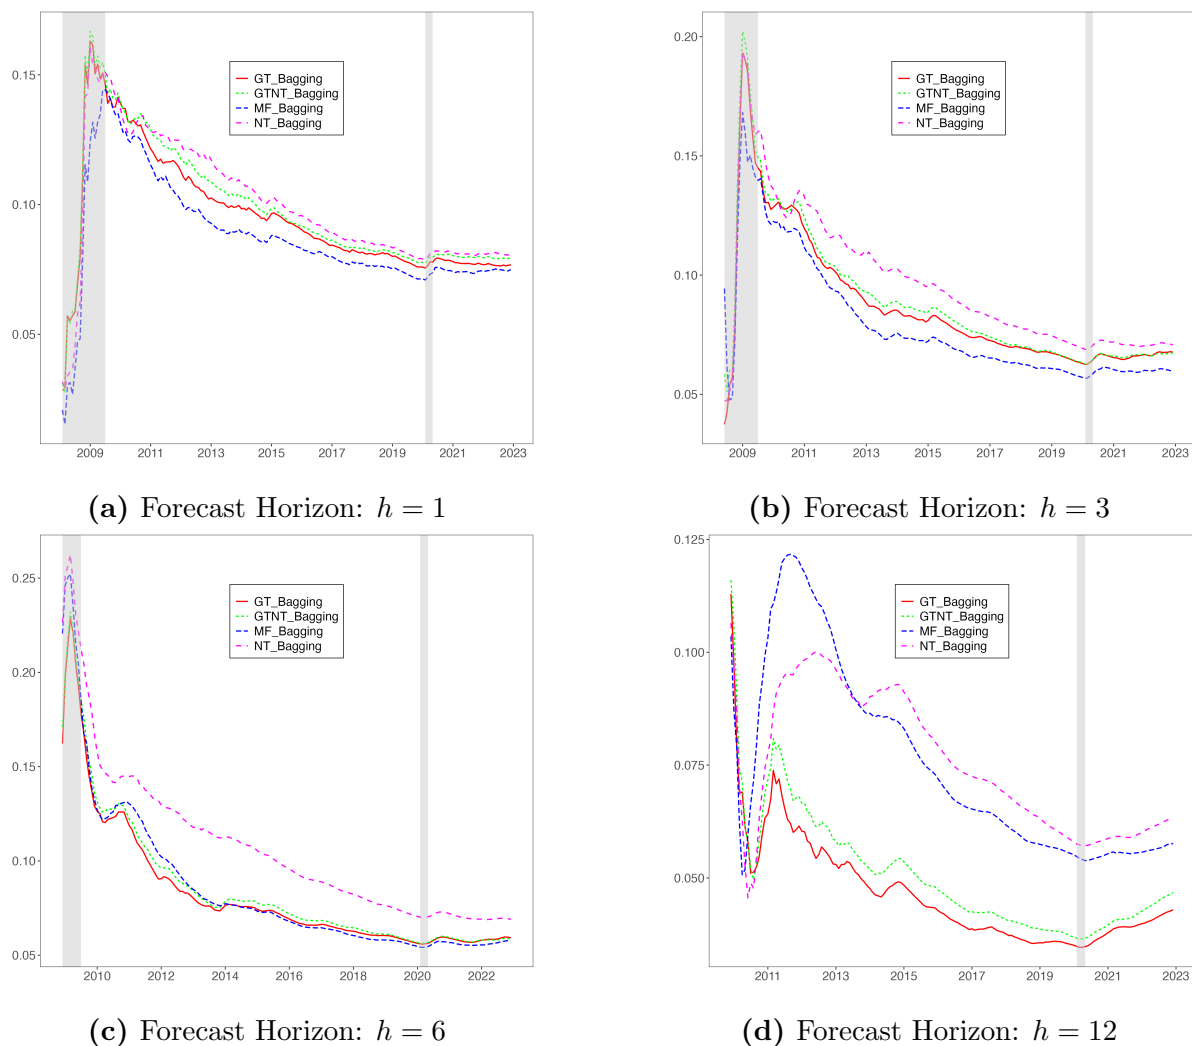 0.15
0.10
0.05
GT_Bagging
GTNT_Bagging
MF_Bagging
NT_Bagging
2009 2011 2013 2015 2017 2019 2021 2023
(a) Forecast Horizon: h = 1
0.20
0.15
0.10
0.05
GT_Bagging
GTNT_Bagging
MF_Bagging
NT_Bagging
2009 2011 2013 2015 2017 2019 2021 2023
(b) Forecast Horizon: h = 3
0.25
0.20
0.15
0.10
0.05
GT_Bagging
GTNT_Bagging
MF_Bagging
NT_Bagging
2010 2012 2014 2016 2018 2020 2022
(c) Forecast Horizon: h = 6
0.125
0.100
0.075
0.050
GT_Bagging
GTNT_Bagging
MF_Bagging
NT_Bagging
2011 2013 2015 2017 2019 2021 2023
(d) Forecast Horizon: h = 12